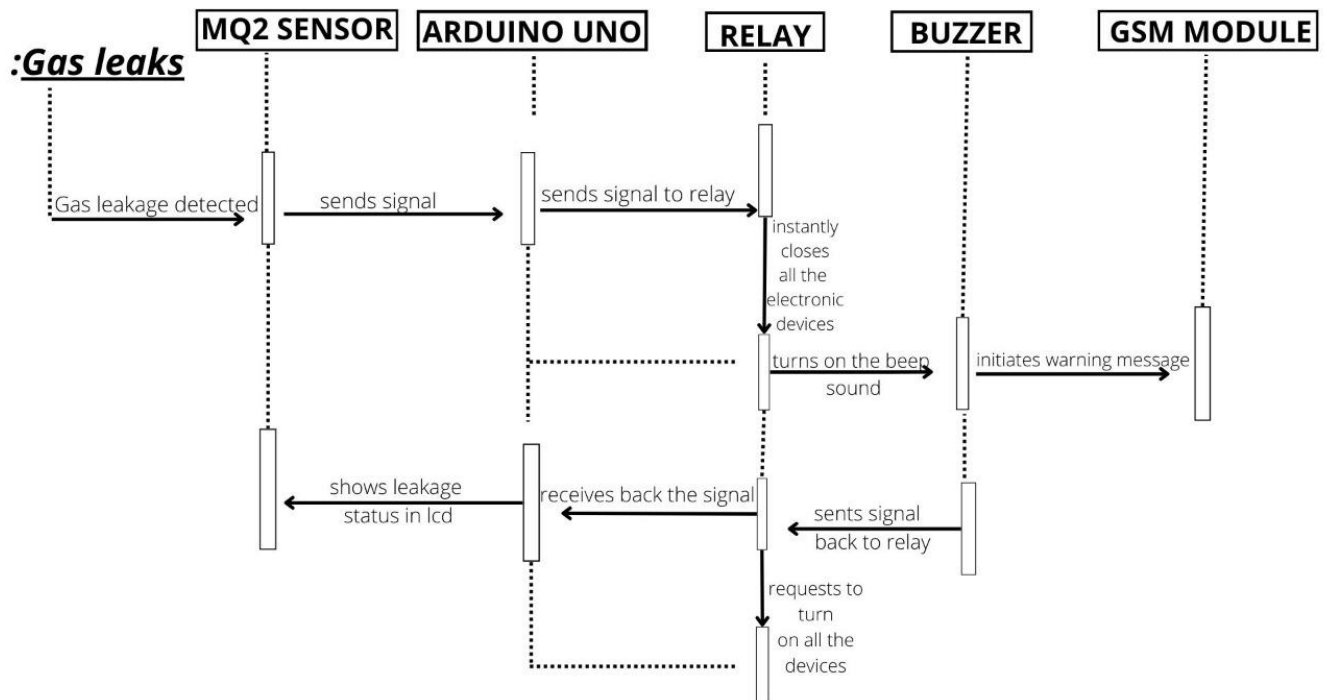 MQ2 SENSOR
ARDUINO UNO
RELAY
BUZZER
GSM MODULE
:Gas leaks
Gas leakage detected
sends signal
sends signal to relay
instantly
closes
all the
electronic
devices
turns on the beep
sound
initiates warning message
shows leakage
status in lcd
receives back the signal
sents signal
back to relay
requests to
turn
on all the
devices